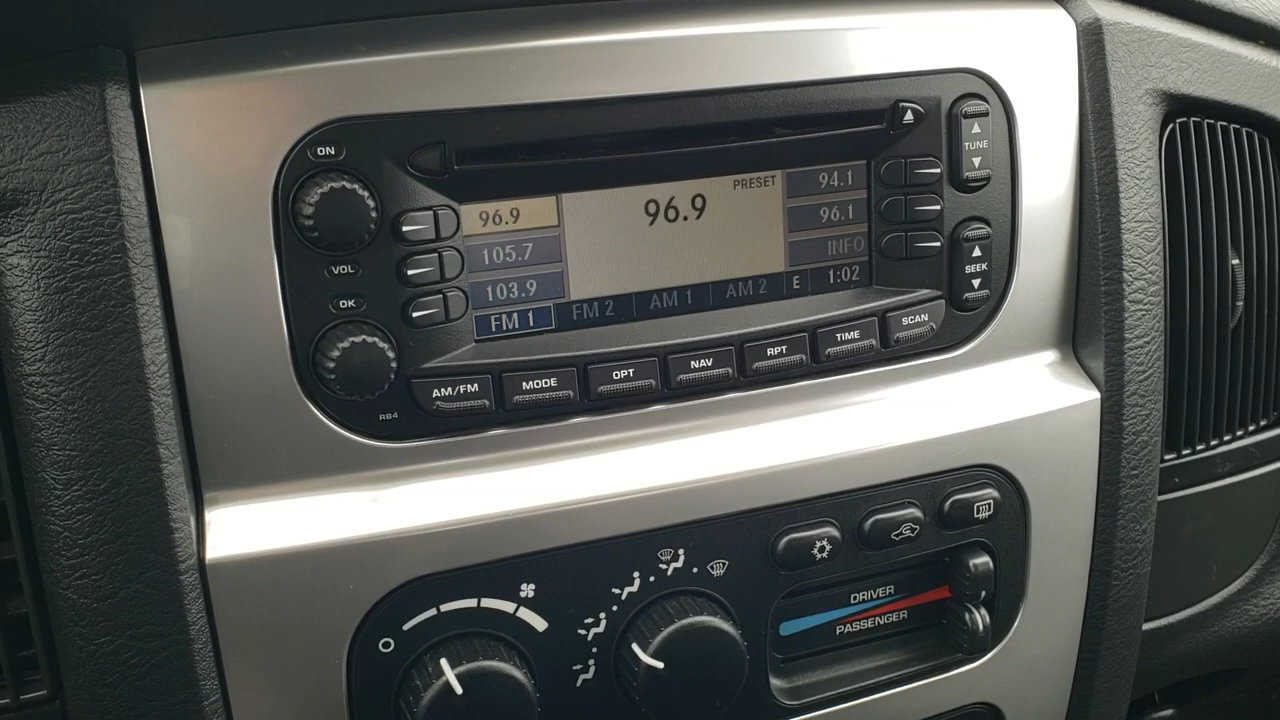 ON
TUNE
PRESET
94.1
96.9
96.9
96.1
105.7
INFO
VOL
SEEK
103.9
E 1:02
OK
FM 1 FM 2 AM 1 AM 2
AM/FM MODE OPT NAV RPT TIME SCAN
RB4
DRIVER
PASSENGER